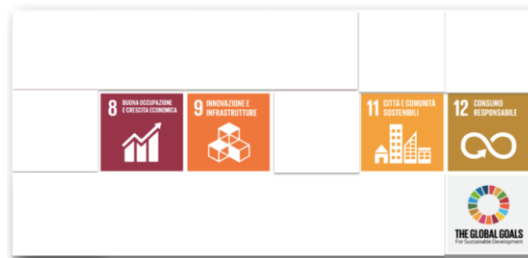 8 BUONA OCCUPAZIONE
E CRESCITA ECONOMICA
9 INNOVAZIONE E
INFRASTRUTTURE
11 CITTÀ E COMUNITÀ
SOSTENIBILI
12 CONSUMO
RESPONSABILE
THE GLOBAL GOALS
For Sustainable Development